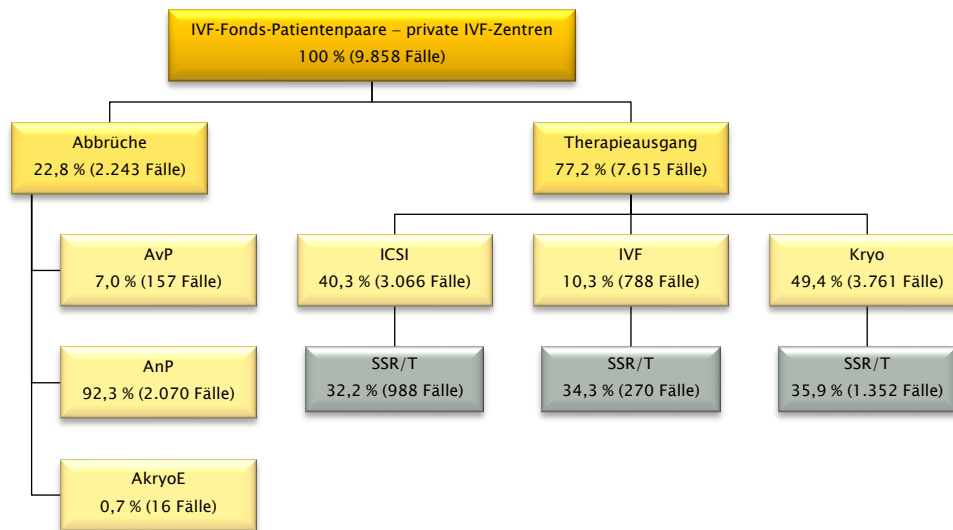 IVF-Fonds-Patientenpaare – private IVF-Zentren
100 % (9.858 Fälle)
Abbrüche
22,8 % (2.243 Fälle)
Therapieausgang
77,2 % (7.615 Fälle)
AvP
7,0 % (157 Fälle)
ICSI
40,3 % (3.066 Fälle)
IVF
10,3 % (788 Fälle)
Kryo
49,4 % (3.761 Fälle)
AnP
92,3 % (2.070 Fälle)
SSR/T
32,2 % (988 Fälle)
SSR/T
34,3 % (270 Fälle)
SSR/T
35,9 % (1.352 Fälle)
AkryoE
0,7 % (16 Fälle)